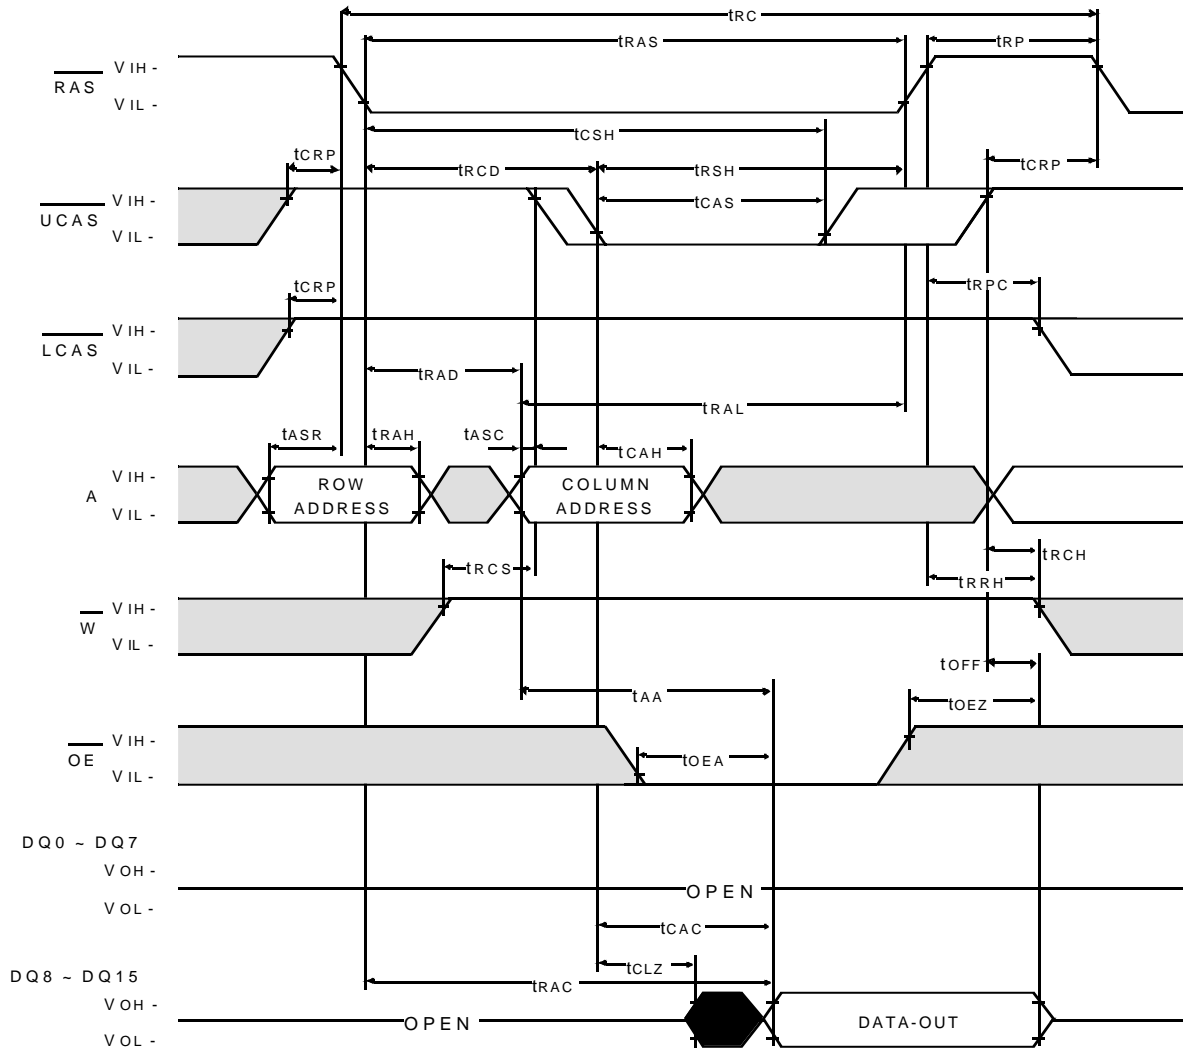 tRC
tRAS
tRP
RAS
VIH -
VIL -
tCSH
tCRP
tRCD
tRSH
tCRP
UCAS
VIH -
VIL -
tCAS
tCRP
tRPC
LCAS
VIH -
VIL -
tRAD
tRAL
tASR
tRAH
tASC
tCAH
A
VIH -
VIL -
ROW
ADDRESS
COLUMN
ADDRESS
tRCS
tRCH
tRRH
W
VIH -
VIL -
tOFF
tAA
tOEZ
OE
VIH -
VIL -
tOEA
DQ0 ~ DQ7
VOH -
VOL -
OPEN
tCAC
tCLZ
tRAC
DQ8 ~ DQ15
VOH -
VOL -
OPEN
DATA-OUT